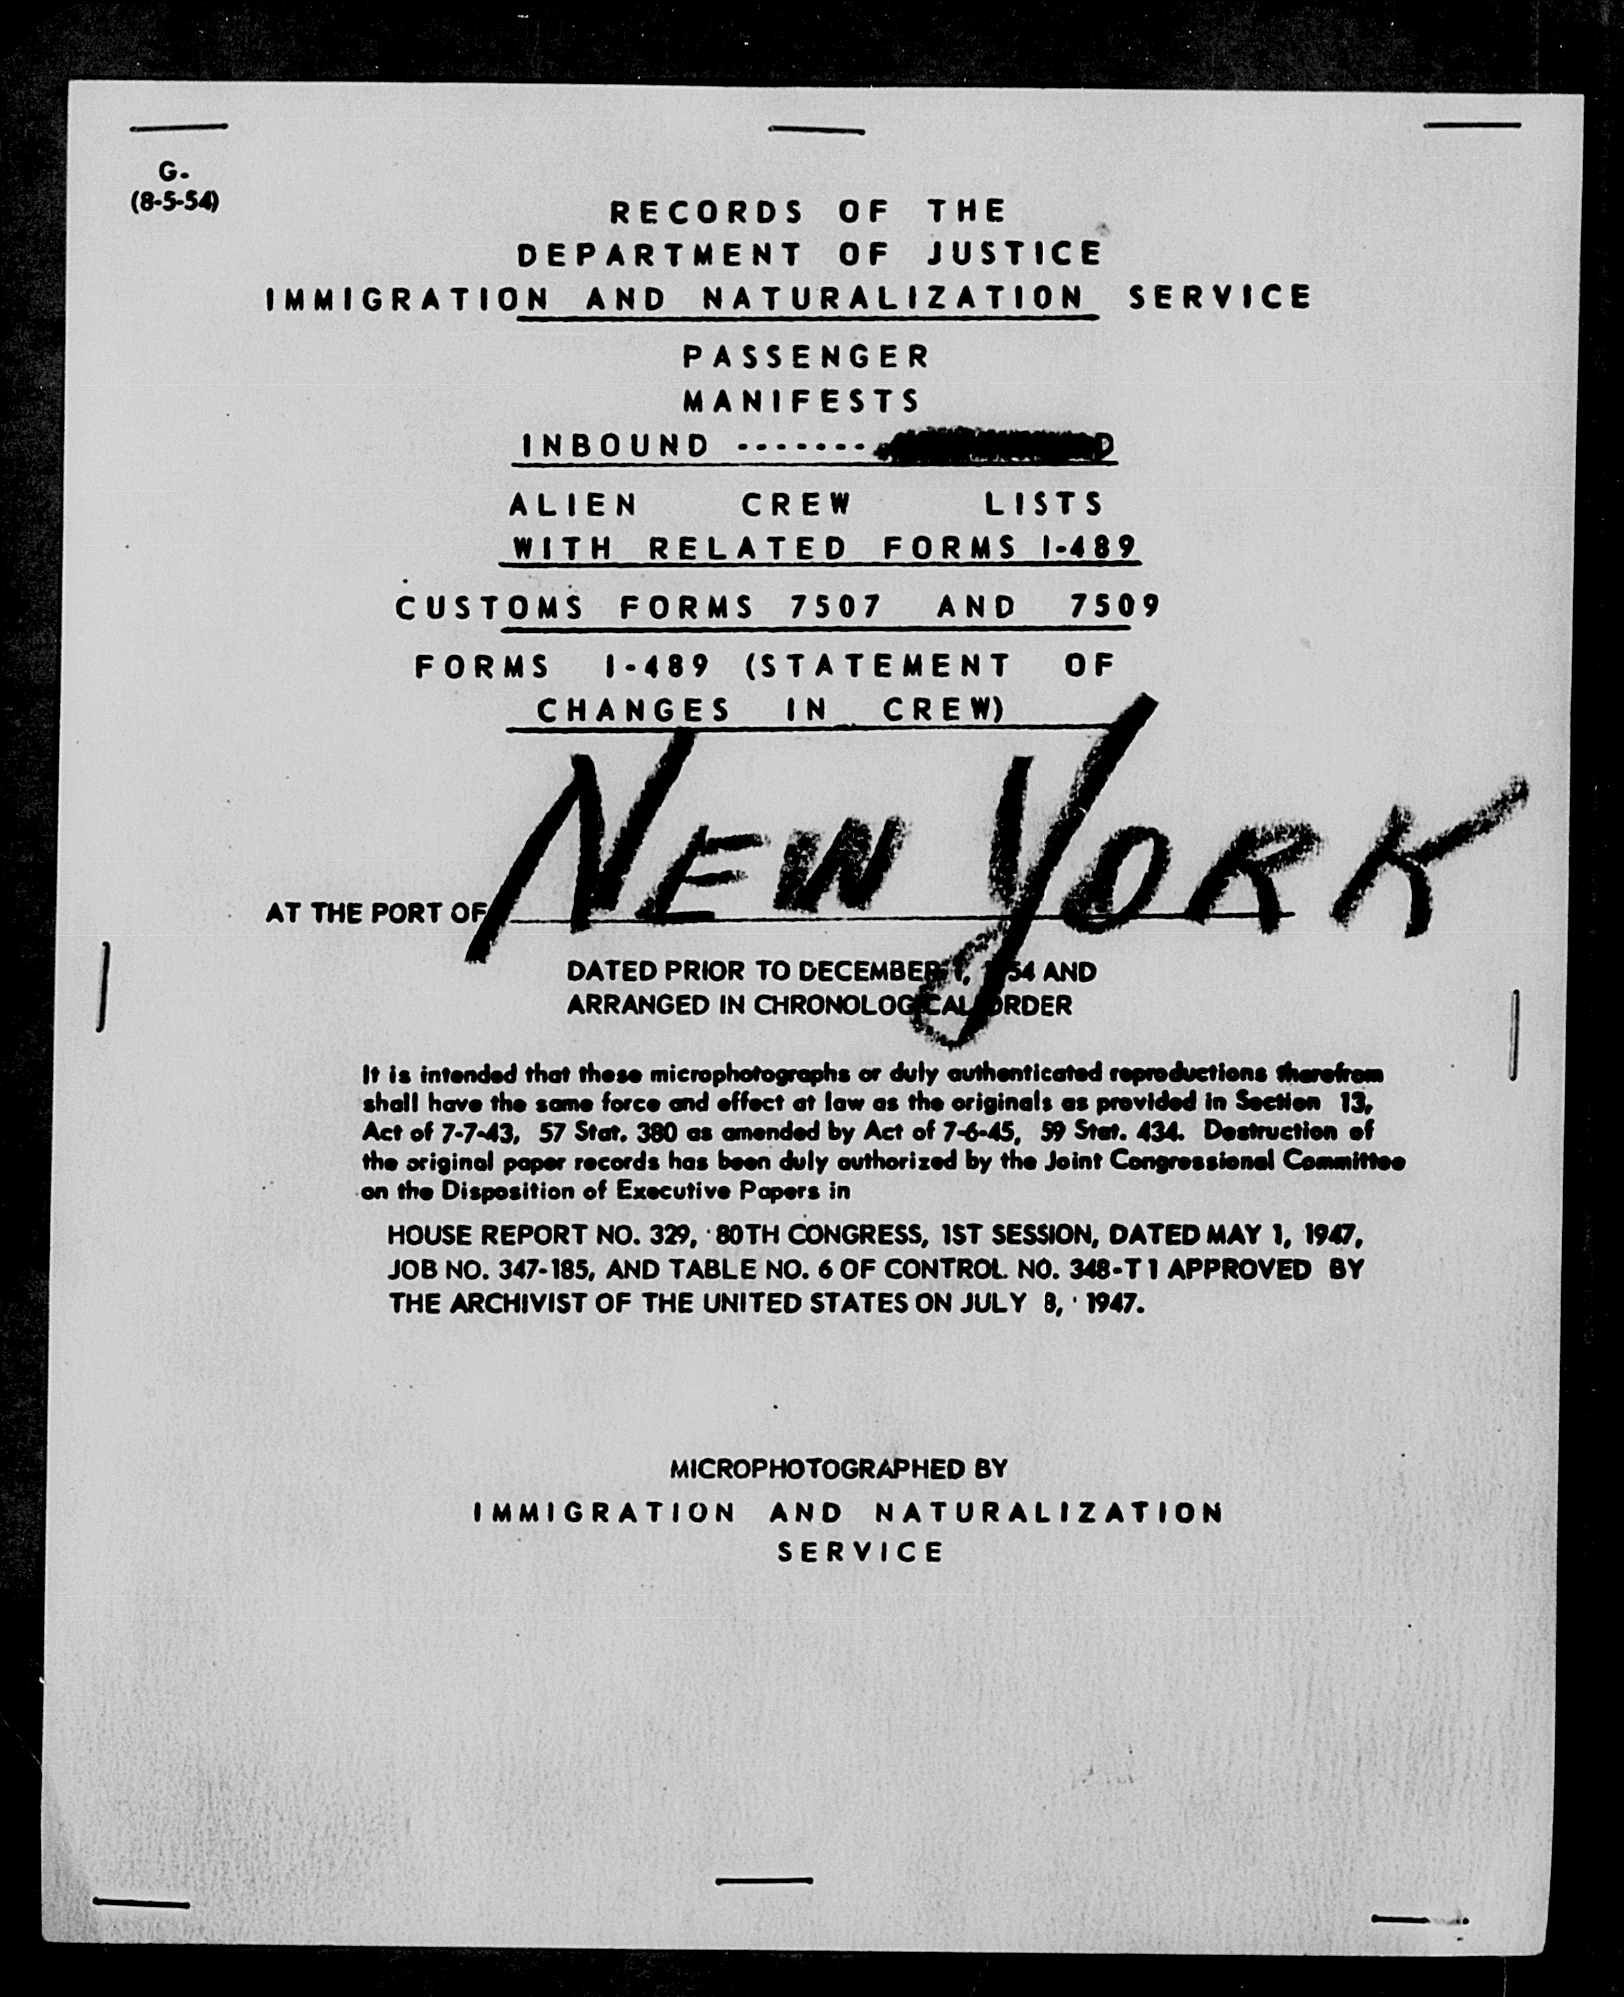 G.
(8-5-54)
RECORDS OF THE
DEPARTMENT OF JUSTICE
IMMIGRATION AND NATURALIZATION SERVICE
PASSENGER
MANIFESTS
INBOUND -------
ALIEN CREW LISTS
WITH RELATED FORMS I-489
CUSTOMS FORMS 7507 AND 7509
FORMS I-489 (STATEMENT OF
CHANGES IN CREW)
AT THE PORT OF NEW YORK
DATED PRIOR TO DECEMBER 1, 1954 AND
ARRANGED IN CHRONOLOGICAL ORDER
It is intended that these microphotographs or duly authenticated reproductions therefrom
shall have the same force and effect at law as the originals as provided in Section 13,
Act of 7-7-43, 57 Stat. 380 as amended by Act of 7-6-45, 59 Stat. 434. Destruction of
the original paper records has been duly authorized by the Joint Congressional Committee
on the Disposition of Executive Papers in
HOUSE REPORT NO. 329, 80TH CONGRESS, 1ST SESSION, DATED MAY 1, 1947,
JOB NO. 347-185, AND TABLE NO. 6 OF CONTROL NO. 348-T1 APPROVED BY
THE ARCHIVIST OF THE UNITED STATES ON JULY 8, 1947.
MICROPHOTOGRAPHED BY
IMMIGRATION AND NATURALIZATION
SERVICE